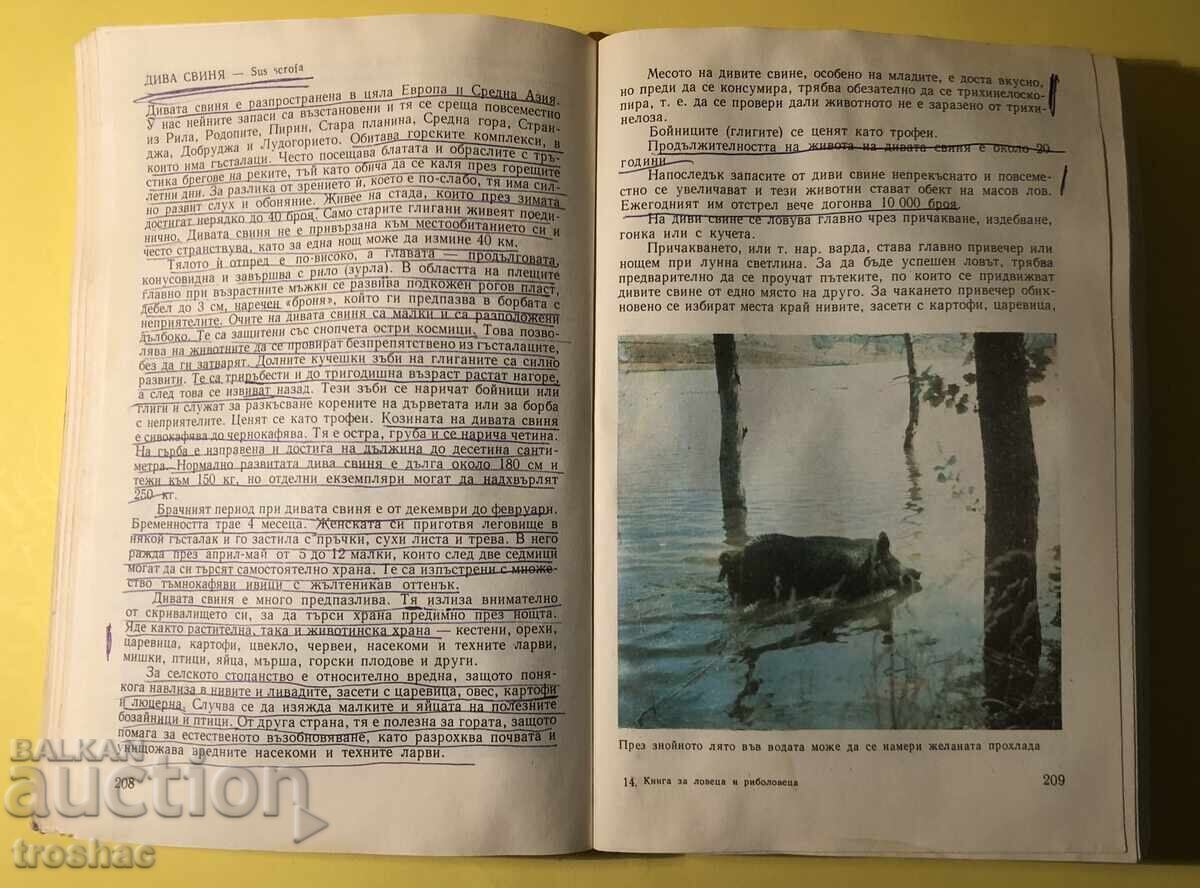 ДИВА СВИНЯ — Sus scrofa
Дивата свиня е разпространена в цяла Европа и Средна Азия.
У нас нейните запаси са възстановени и тя се среща повсеместно
из Рила, Родопите, Пирин, Стара планина, Средна гора, Стран-
джа, Добруджа и Лудогорието. Обитава горските комплекси, в
които има гъсталаци. Често посещава блатата и обраслите с тръ-
стика брегове на реките, тъй като обича да се каля през горещите
летни дни. За разлика от зрението ѝ, което е по-слабо, тя има сил-
но развит слух и обоняние. Живее на стада, които през зимата
достигат нерядко до 40 броя. Само старите глигани живеят поеди-
нично. Дивата свиня не е привързана към местообитанието си и
често странствува, като за една нощ може да измине 40 км.
Тялото ѝ отпред е по-високо, а главата — продълговата,
конусовидна и завършва с рило (зурла). В областта на плещите
главно при възрастните мъжки се развива подкожен рогов пласт,
дебел до 3 см, наречен «броня», който ги предпазва в борбата с
неприятелите. Очите на дивата свиня са малки и са разположени
дълбоко. Те са защитени със снопчета остри космици. Това позво-
лява на животните да се провират безпрепятствено из гъсталаците,
без да ги затварят. Долните кучешки зъби на глиганите са силно
развити. Те са триръбести и до тригодишна възраст растат нагоре,
а след това се извиват назад. Тези зъби се наричат бойници или
глиги и служат за разкъсване корените на дърветата или за борба
с неприятелите. Ценят се като трофеи. Козината на дивата свиня
е сивокафява до чернокафява. Тя е остра, груба и се нарича четина.
На гърба е изправена и достига на дължина до десетина санти-
метра. Нормално развитата дива свиня е дълга около 180 см и
тежи към 150 кг, но отделни екземпляри могат да надхвърлят
250 кг.
Брачният период при дивата свиня е от декември до февруари.
Бременността трае 4 месеца. Женската си приготвя леговище в
някой гъсталак и го застила с пръчки, сухи листа и трева. В него
ражда през април-май от 5 до 12 малки, които след две седмици
могат да си търсят самостоятелно храна. Те са изпъстрени с множе-
ство тъмнокафяви ивици с жълтеникав оттенък.
Дивата свиня е много предпазлива. Тя излиза внимателно
от скривалището си, за да търси храна предимно през нощта.
Яде както растителна, така и животинска храна — кестени, орехи,
царевица, картофи, цвекло, червеи, насекоми и техните ларви,
мишки, птици, яйца, мърша, горски плодове и други.
За селското стопанство е относително вредна, защото поня-
кога навлиза в нивите и ливадите, засети с царевица, овес, картофи
и люцерна. Случва се да изяжда малките и яйцата на полезните
бозайници и птици. От друга страна, тя е полезна за гората, защото
помага за естественото възобновяване, като разрохква почвата и
унищожава вредните насекоми и техните ларви.
208
Месото на дивите свине, особено на младите, е доста вкусно,
но преди да се консумира, трябва обезателно да се трихинелоско-
пира, т. е. да се провери дали животното не е заразено от трихи-
нелоза.
Бойниците (глигите) се ценят като трофеи.
Продължителността на живота на дивата свиня е около 20
години.
Напоследък запасите от диви свине непрекъснато и повсеме-
стно се увеличават и тези животни стават обект на масов лов.
Ежегодният им отстрел вече догонва 10 000 броя.
На диви свине се ловува главно чрез причакване, издебване,
гонка или с кучета.
Причакването, или т. нар. варда, става главно привечер или
нощем при лунна светлина. За да бъде успешен ловът, трябва
предварително да се проучат пътеките, по които се придвижват
дивите свине от едно място на друго. За чакането привечер обик-
новено се избират места край нивите, засети с картофи, царевица,
През знойното лято във водата може да се намери желаната прохлада
14. Книга за ловеца и риболовеца
209
BALKAN
auction
troshac